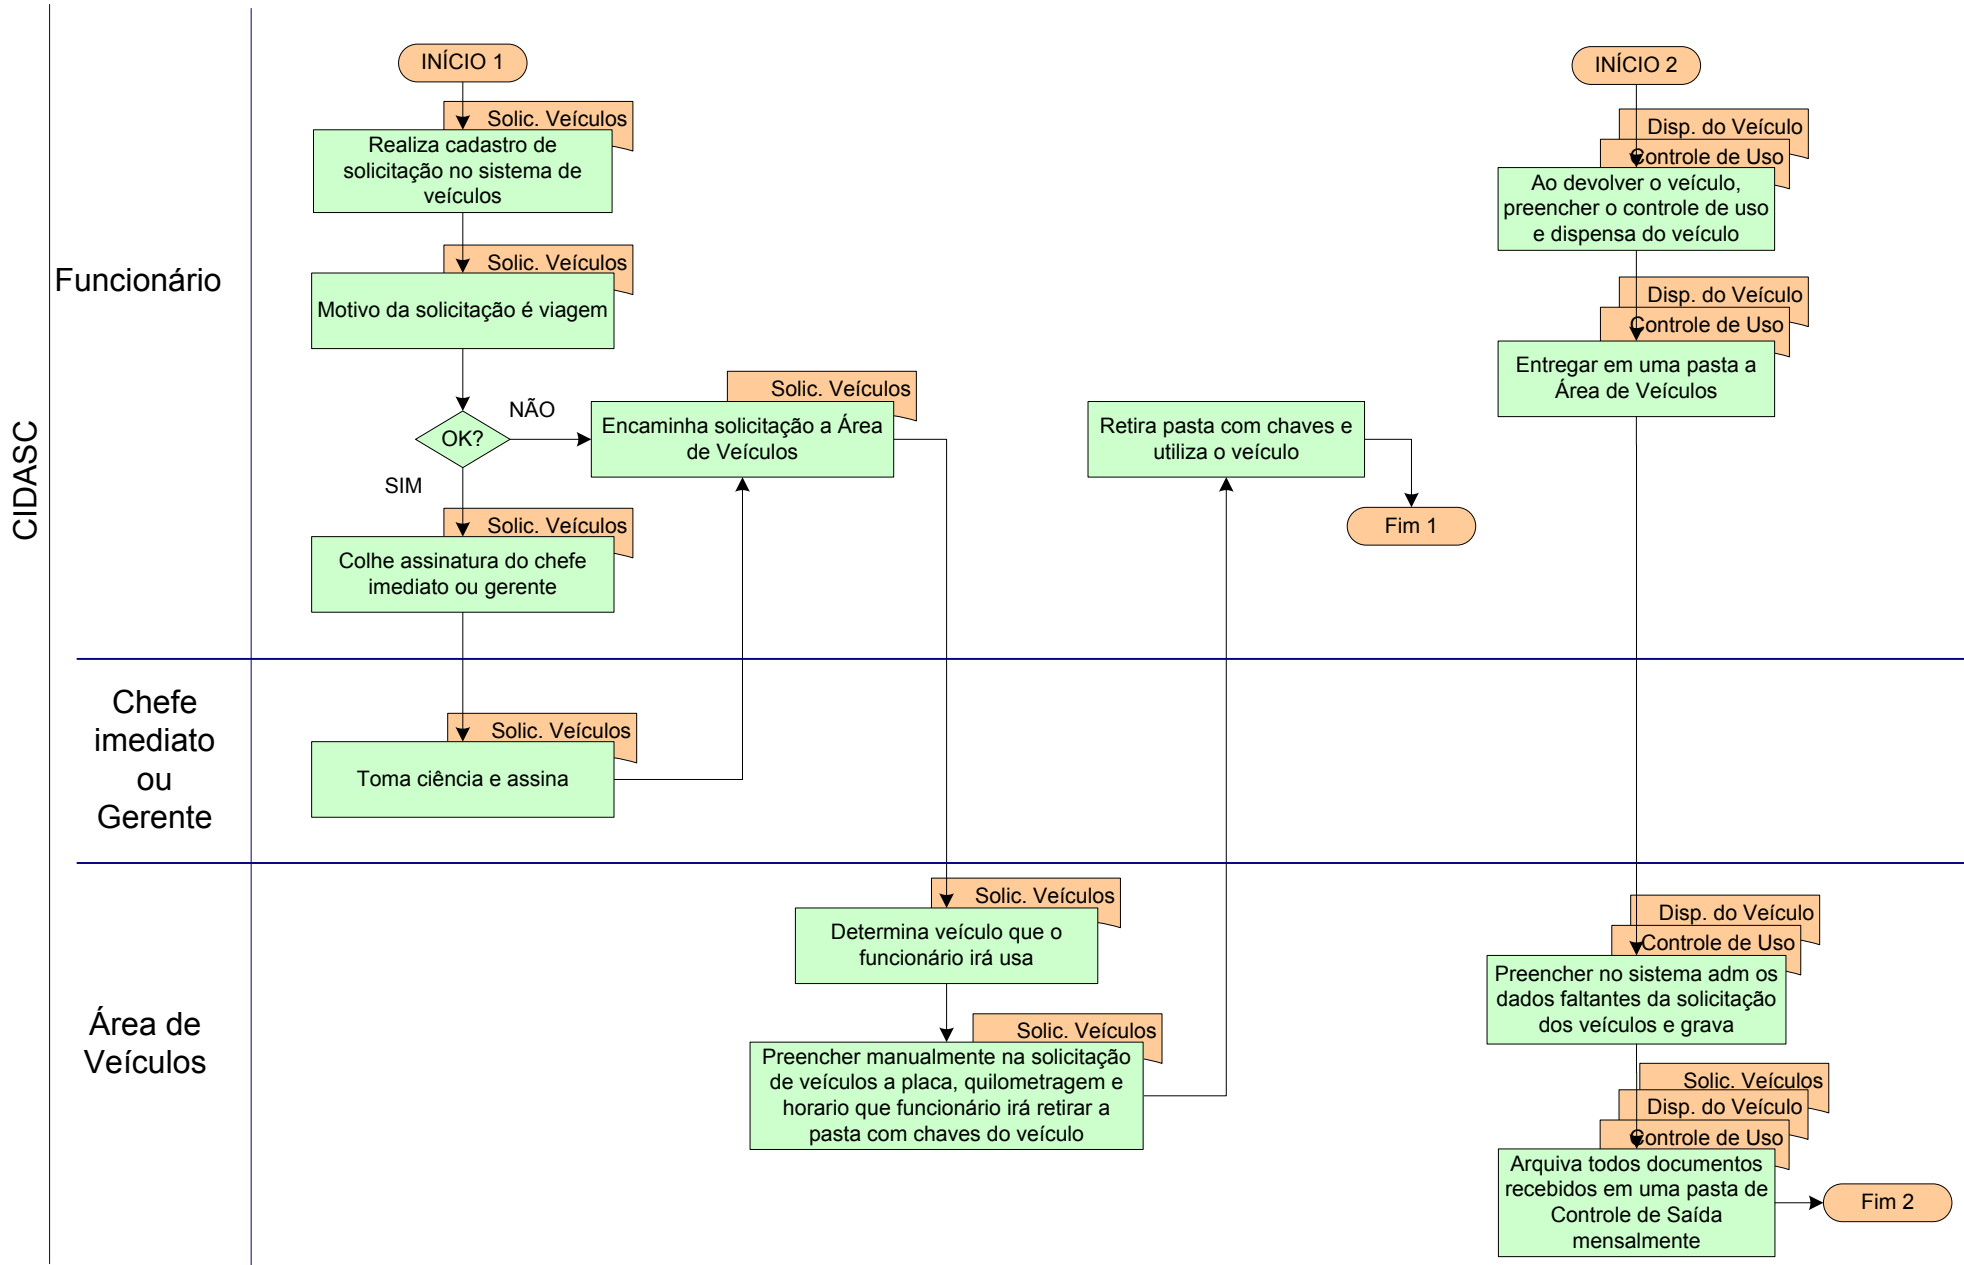 CIDASC
Funcionário
INÍCIO 1
Solic. Veículos
Realiza cadastro de
solicitação no sistema de
veículos
Solic. Veículos
Motivo da solicitação é viagem
OK?
NÃO
SIM
Solic. Veículos
Encaminha solicitação a Área
de Veículos
Solic. Veículos
Colhe assinatura do chefe
imediato ou gerente
Retira pasta com chaves e
utiliza o veículo
Fim 1
INÍCIO 2
Disp. do Veículo
Controle de Uso
Ao devolver o veículo,
preencher o controle de uso
e dispensa do veículo
Disp. do Veículo
Controle de Uso
Entregar em uma pasta a
Área de Veículos
Chefe
imediato
ou
Gerente
Solic. Veículos
Toma ciência e assina
Área de
Veículos
Solic. Veículos
Determina veículo que o
funcionário irá usa
Solic. Veículos
Preencher manualmente na solicitação
de veículos a placa, quilometragem e
horario que funcionário irá retirar a
pasta com chaves do veículo
Disp. do Veículo
Controle de Uso
Preencher no sistema adm os
dados faltantes da solicitação
dos veículos e grava
Solic. Veículos
Disp. do Veículo
Controle de Uso
Arquiva todos documentos
recebidos em uma pasta de
Controle de Saída
mensalmente
Fim 2